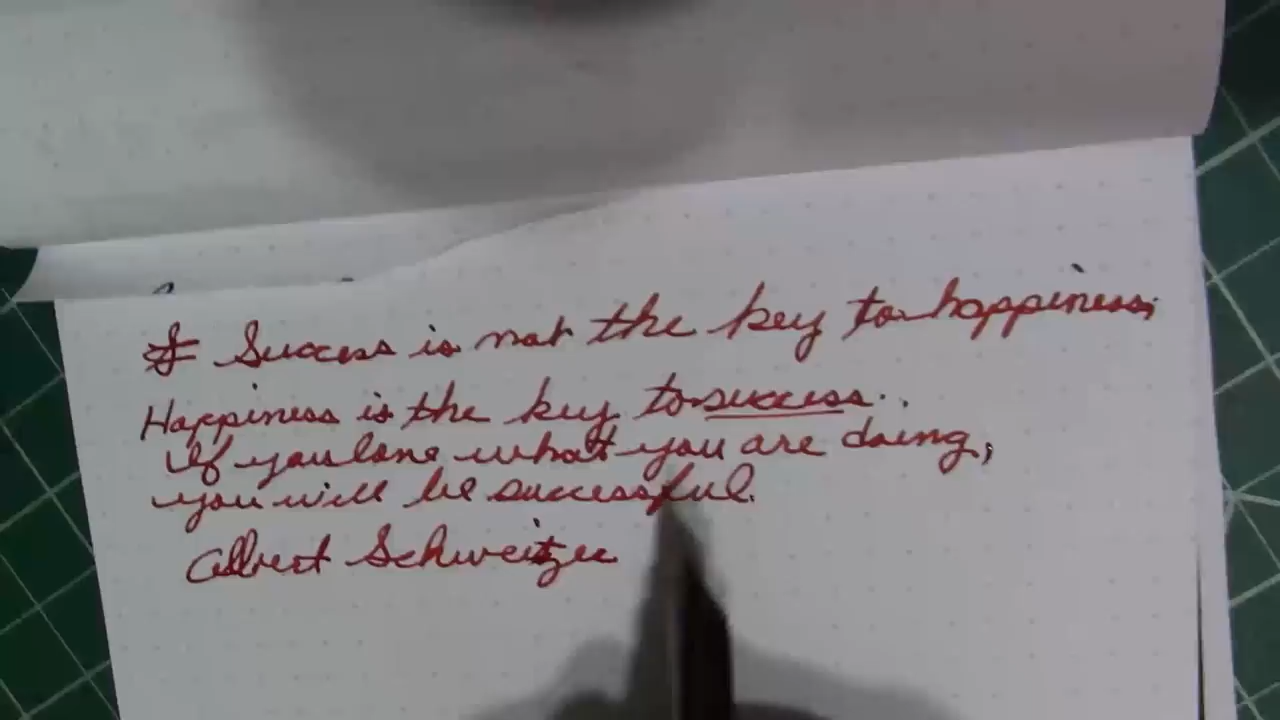 Success is not the key to happiness;
Happiness is the key to success..
If you love what you are doing,
you will be successful.
Albert Schweitzer